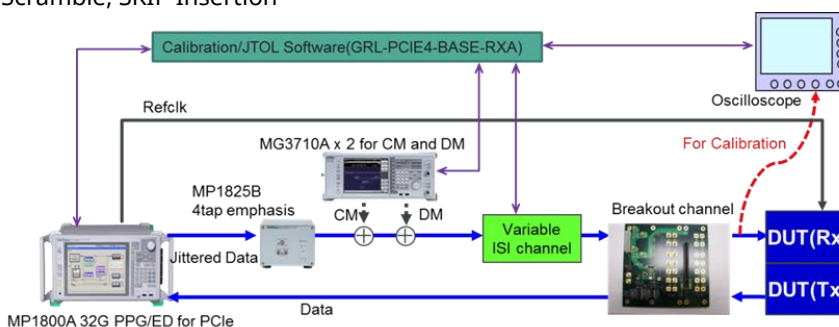 Scramble, SKIP Insertion
Calibration/JTOL Software(GRL-PCIE4-BASE-RXA)
Oscilloscope
Refclk
For Calibration
MG3710A x 2 for CM and DM
MP1825B
4tap emphasis
CM
DM
Variable
ISI channel
Breakout channel
DUT(Rx
Jittered Data
DUT(Tx
Data
MP1800A 32G PPG/ED for PCIe